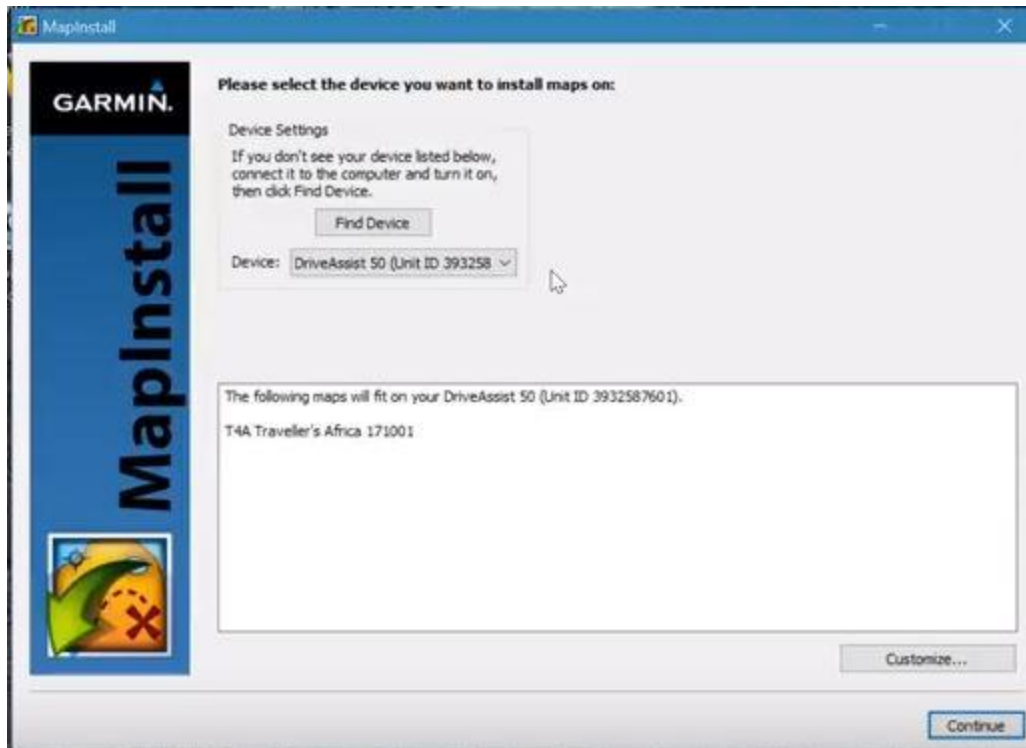 MapInstall
GARMIN.
MapInstall
Please select the device you want to install maps on:
Device Settings
If you don't see your device listed below,
connect it to the computer and turn it on,
then click Find Device.
Find Device
Device: DriveAssist 50 (Unit ID 393258
The following maps will fit on your DriveAssist 50 (Unit ID 3932587601).
T4A Traveller's Africa 171001
Customize...
Continue